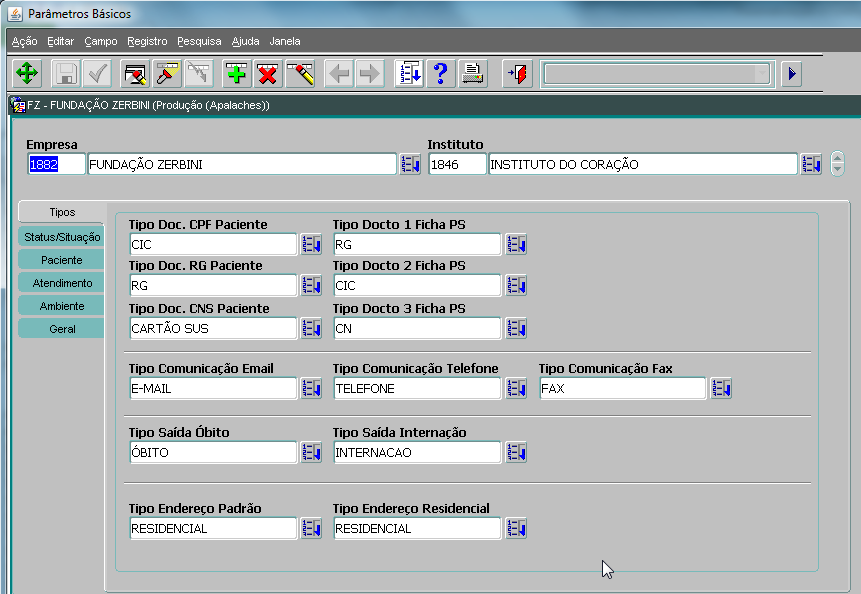 Parâmetros Básicos
Ação Editar Campo Registro Pesquisa Ajuda Janela
FZ - FUNDAÇÃO ZERBINI (Produção (Apalaches))
Empresa Instituto
1882 FUNDAÇÃO ZERBINI 1846 INSTITUTO DO CORAÇÃO
Tipos
Status/Situação
Paciente
Atendimento
Ambiente
Geral
Tipo Doc. CPF Paciente Tipo Docto 1 Ficha PS
CIC RG
Tipo Doc. RG Paciente Tipo Docto 2 Ficha PS
RG CIC
Tipo Doc. CNS Paciente Tipo Docto 3 Ficha PS
CARTÃO SUS CN
Tipo Comunicação Email Tipo Comunicação Telefone Tipo Comunicação Fax
E-MAIL TELEFONE FAX
Tipo Saída Óbito Tipo Saída Internação
ÓBITO INTERNACAO
Tipo Endereço Padrão Tipo Endereço Residencial
RESIDENCIAL RESIDENCIAL